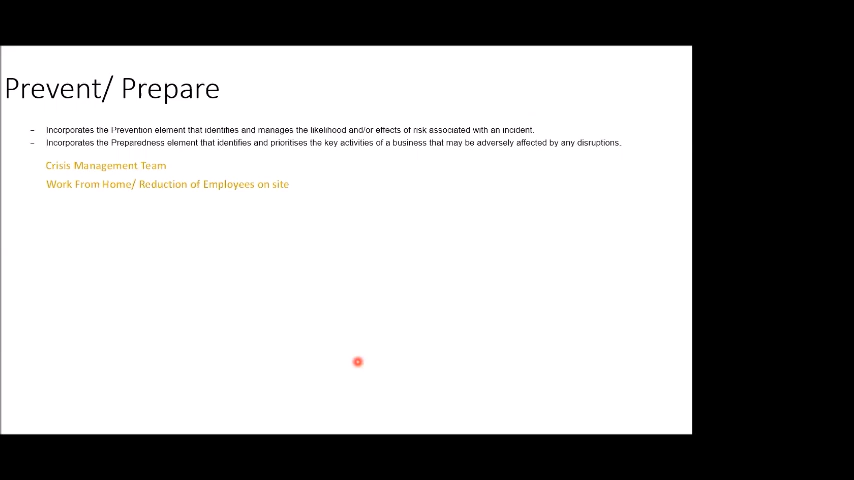 Prevent/ Prepare
– Incorporates the Prevention element that identifies and manages the likelihood and/or effects of risk associated with an incident.
– Incorporates the Preparedness element that identifies and prioritises the key activities of a business that may be adversely affected by any disruptions.
Crisis Management Team
Work From Home/ Reduction of Employees on site